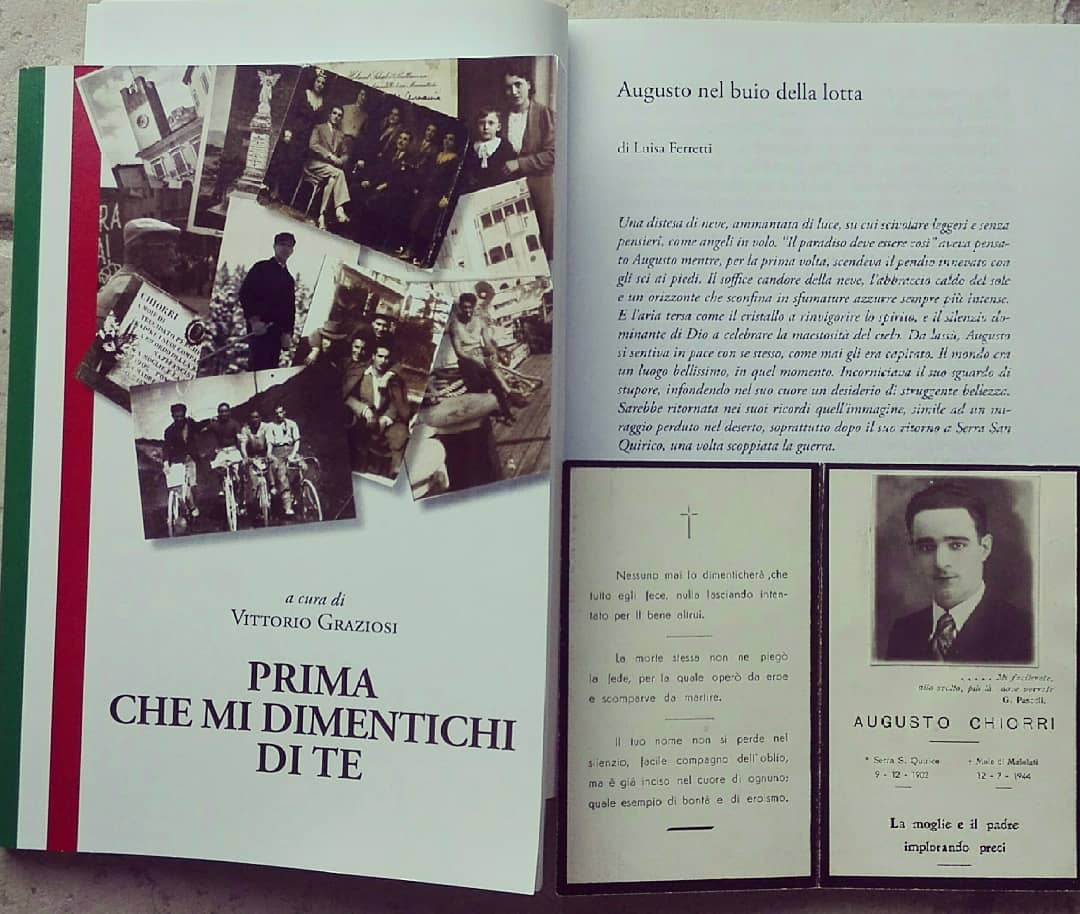 a cura di
VITTORIO GRAZIOSI
PRIMA
CHE MI DIMENTICHI
DI TE
CHIORRI
Augusto nel buio della lotta
di Luisa Ferretti
Una distesa di neve, ammantata di luce, su cui scivolare leggeri e senza
pensieri, come angeli in volo. "Il paradiso deve essere così" aveva pensa-
to Augusto mentre, per la prima volta, scendeva il pendio innevato con
gli sci ai piedi. Il soffice candore della neve, l'abbraccio caldo del sole
e un orizzonte che sconfina in sfumature azzurre sempre più intense.
E l'aria tersa come il cristallo a rinvigorire lo spirito, e il silenzio do-
minante di Dio a celebrare la maestosità del cielo. Da lassù, Augusto
si sentiva in pace con se stesso, come mai gli era capitato. Il mondo era
un luogo bellissimo, in quel momento. Incorniciava il suo sguardo di
stupore, infondendo nel suo cuore un desiderio di struggente bellezza.
Sarebbe ritornata nei suoi ricordi quell'immagine, simile ad un mi-
raggio perduto nel deserto, soprattutto dopo il suo ritorno a Serra San
Quirico, una volta scoppiata la guerra.
Nessuno mai lo dimenticherà, che
tutto egli fece, nulla lasciando inten-
tato per il bene altrui.
La morte stessa non ne piegò
la fede, per la quale operò da eroe
e scomparve da martire.
Il tuo nome non si perde nel
silenzio, facile compagno dell'oblio,
ma è già inciso nel cuore di ognuno;
quale esempio di bontà e di eroismo.
G. Pascoli.
AUGUSTO CHIORRI
* Serra S. Quirico
9 - 12 - 1902
+ Moie di Maiolati
12 - 7 - 1944
La moglie e il padre
implorando preci